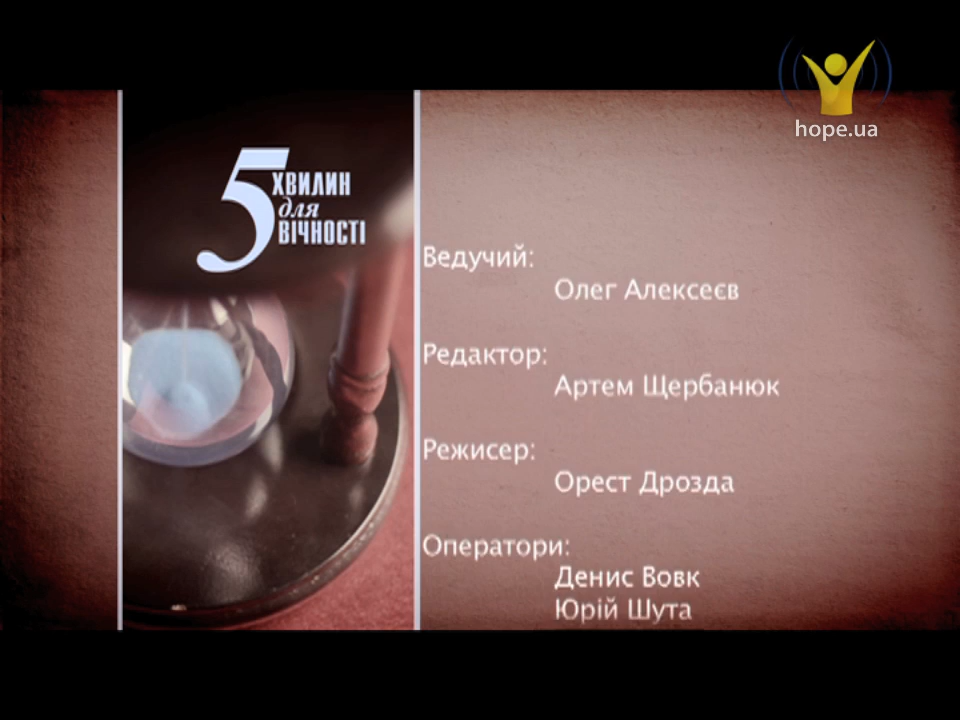 hope.ua
5 ХВИЛИН
для
ВІЧНОСТІ
Ведучий:
Олег Алексеєв
Редактор:
Артем Щербанюк
Режисер:
Орест Дрозда
Оператори:
Денис Вовк
Юрій Шута